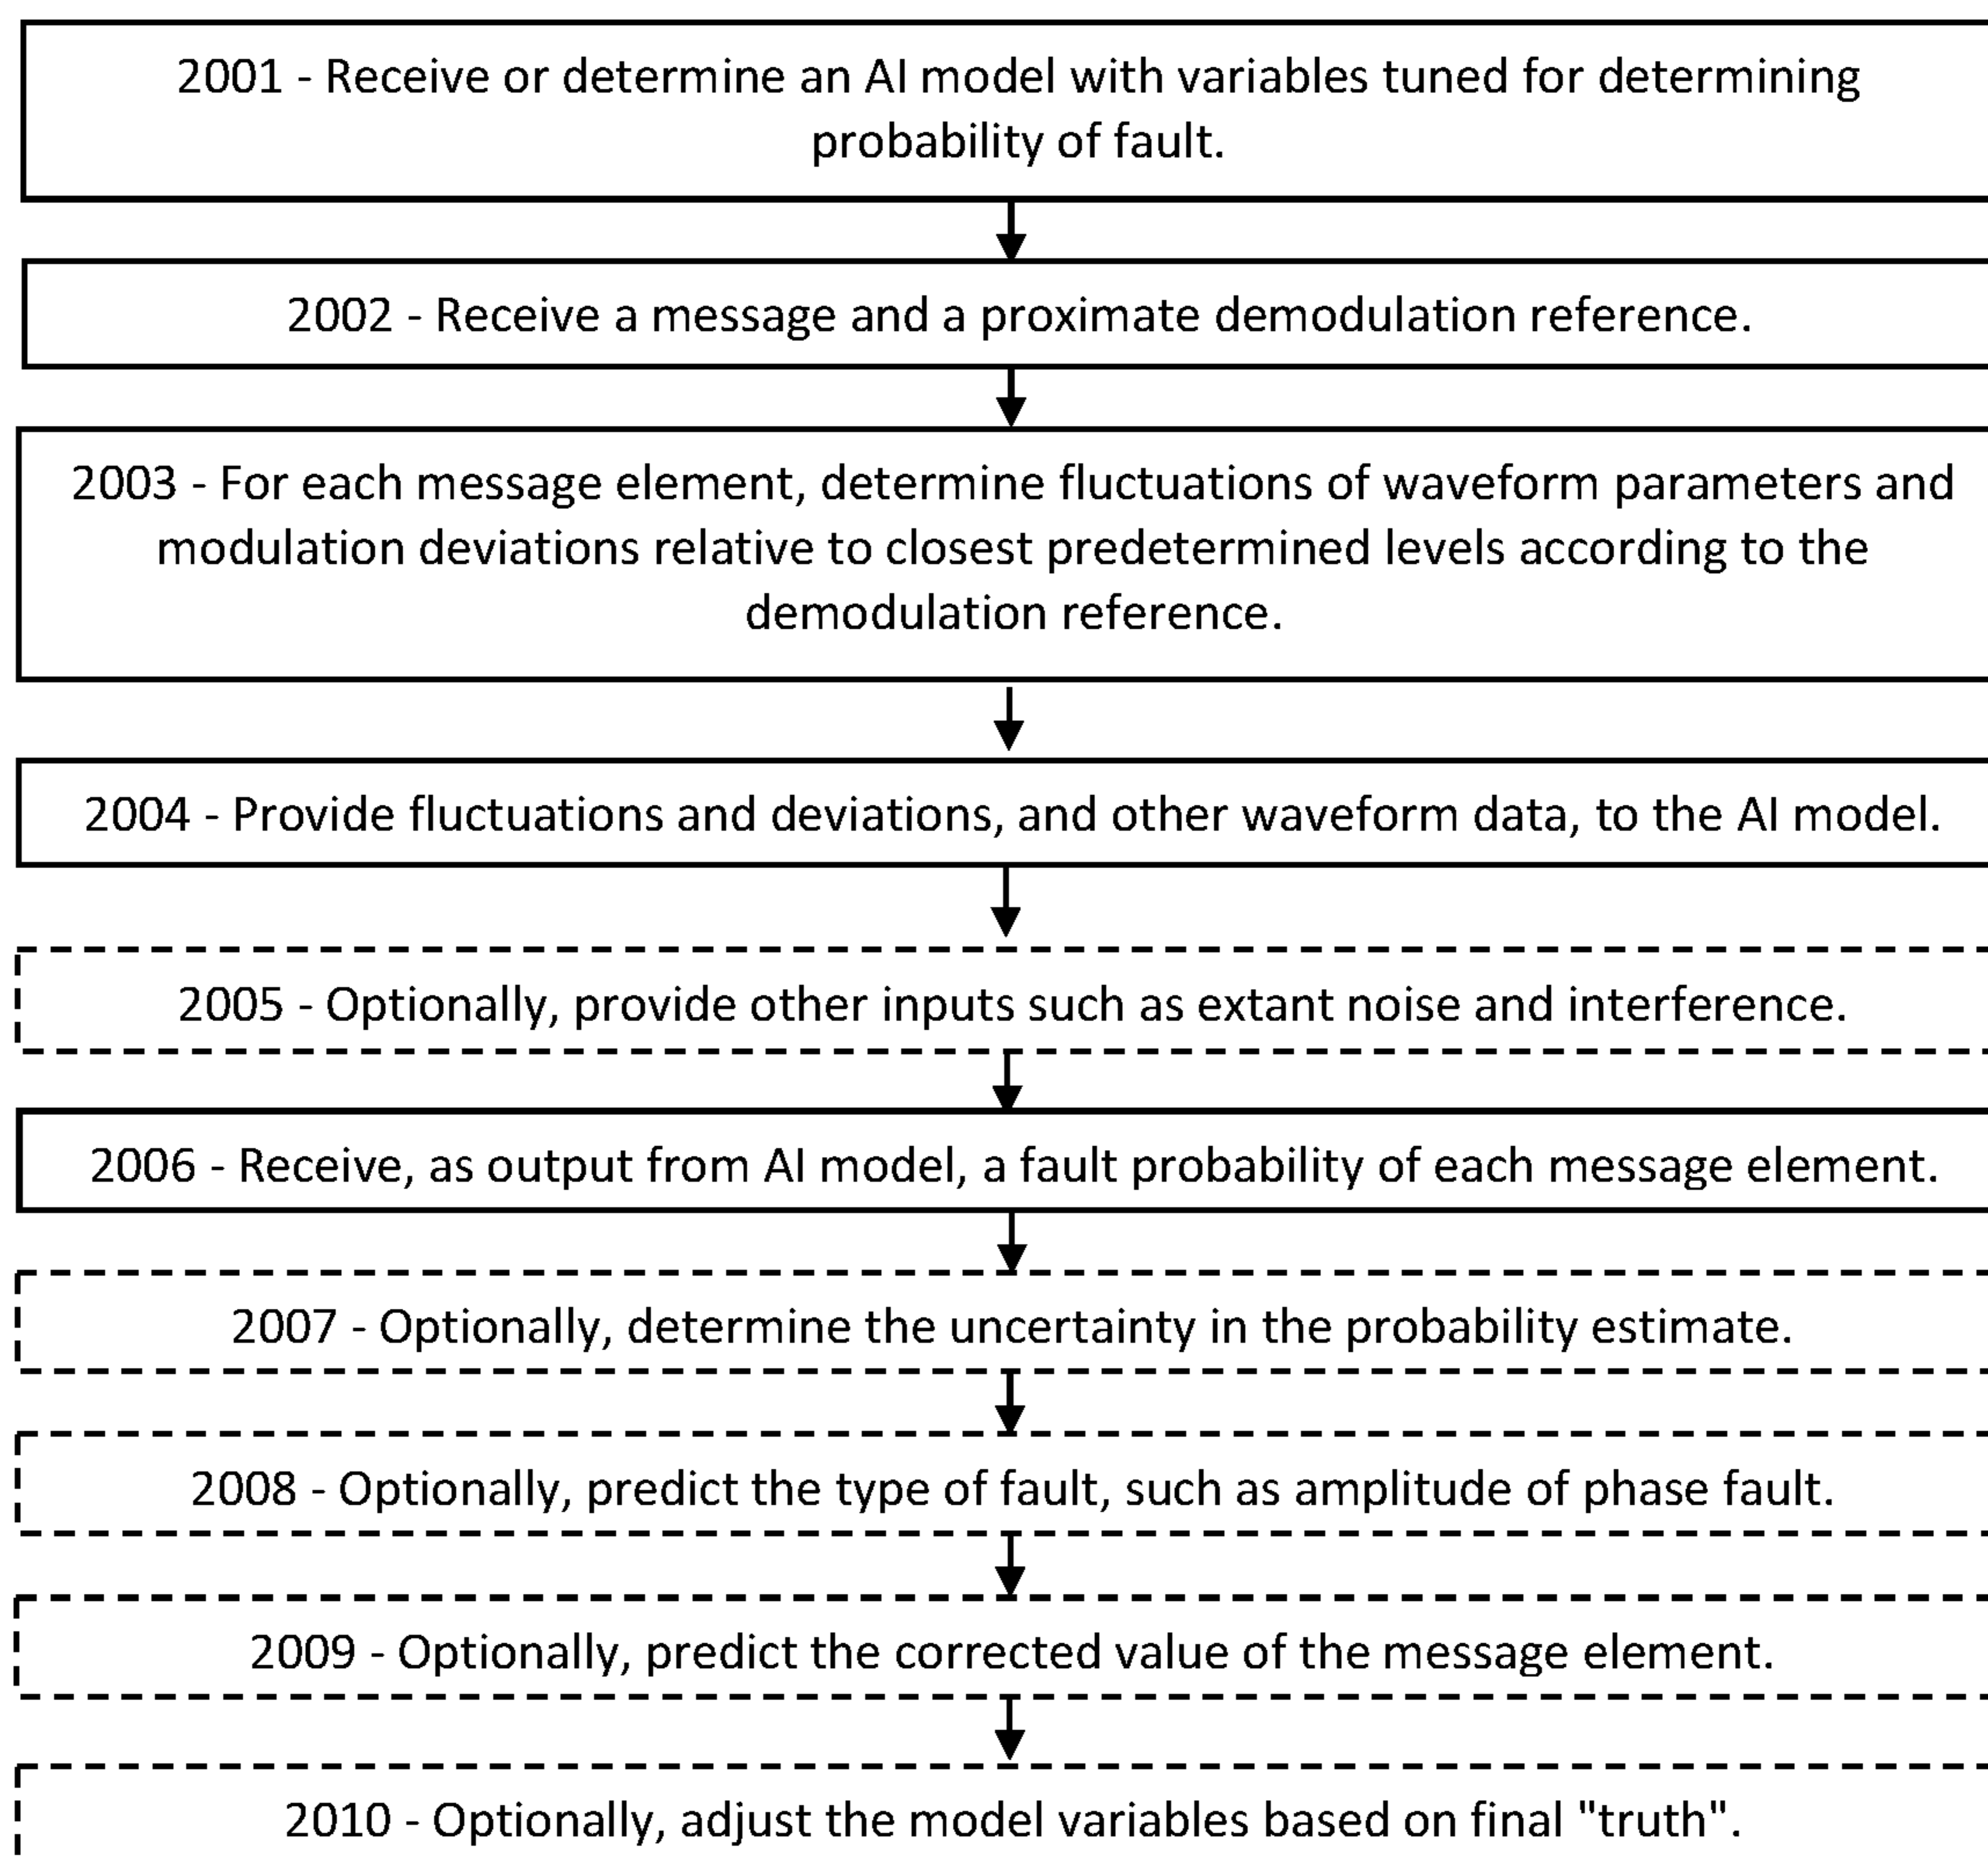 2001 - Receive or determine an AI model with variables tuned for determining
probability of fault.
2002 - Receive a message and a proximate demodulation reference.
2003 - For each message element, determine fluctuations of waveform parameters and
modulation deviations relative to closest predetermined levels according to the
demodulation reference.
2004 - Provide fluctuations and deviations, and other waveform data, to the AI model.
2005 - Optionally, provide other inputs such as extant noise and interference.
2006 - Receive, as output from AI model, a fault probability of each message element.
2007 - Optionally, determine the uncertainty in the probability estimate.
2008 - Optionally, predict the type of fault, such as amplitude of phase fault.
2009 - Optionally, predict the corrected value of the message element.
2010 - Optionally, adjust the model variables based on final "truth".